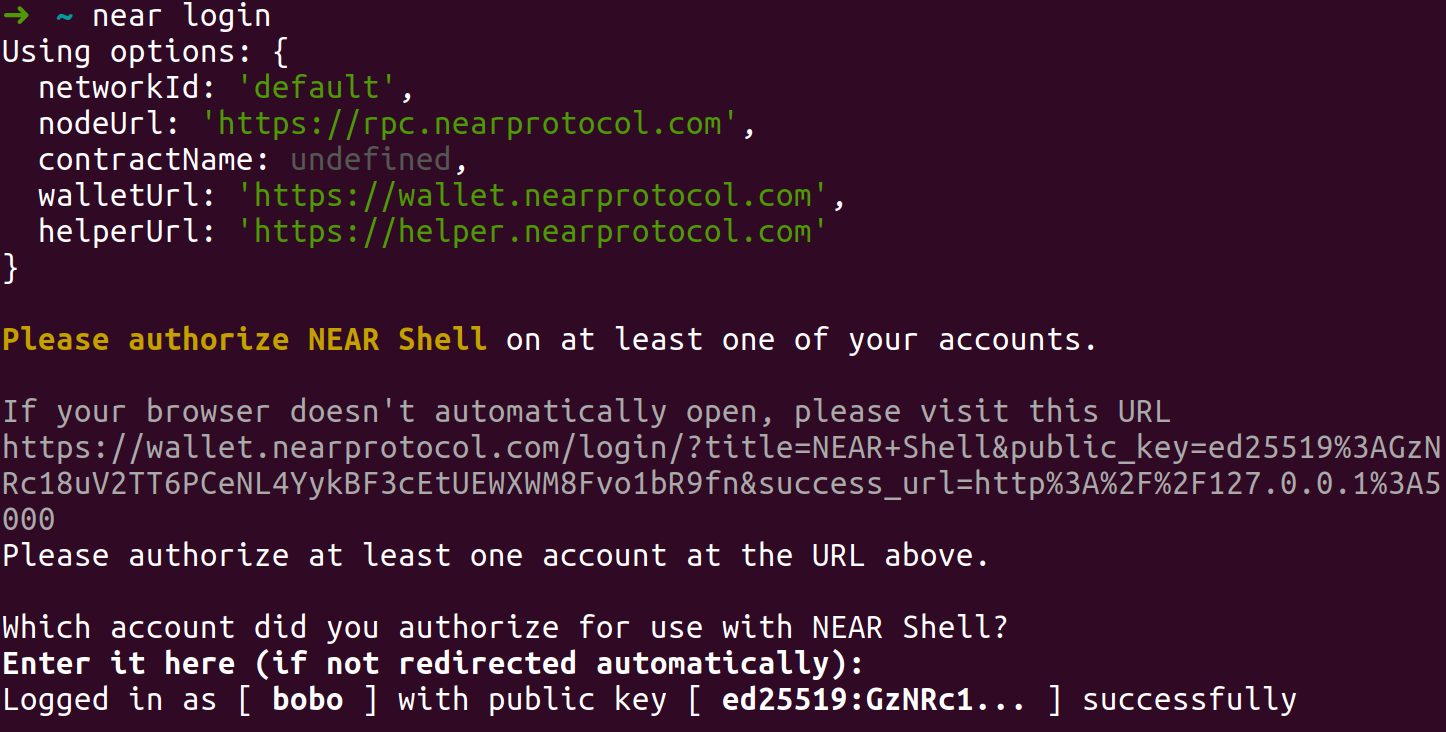 ➜  ~ near login
Using options: {
  networkId: 'default',
  nodeUrl: 'https://rpc.nearprotocol.com',
  contractName: undefined,
  walletUrl: 'https://wallet.nearprotocol.com',
  helperUrl: 'https://helper.nearprotocol.com'
}
Please authorize NEAR Shell on at least one of your accounts.
If your browser doesn't automatically open, please visit this URL
https://wallet.nearprotocol.com/login/?title=NEAR+Shell&public_key=ed25519%3AGzN
Rc18uV2TT6PCeNL4YykBF3cEtUEWXWM8Fvo1bR9fn&success_url=http%3A%2F%2F127.0.0.1%3A5
000
Please authorize at least one account at the URL above.
Which account did you authorize for use with NEAR Shell?
Enter it here (if not redirected automatically):
Logged in as [ bobo ] with public key [ ed25519:GzNRc1... ] successfully